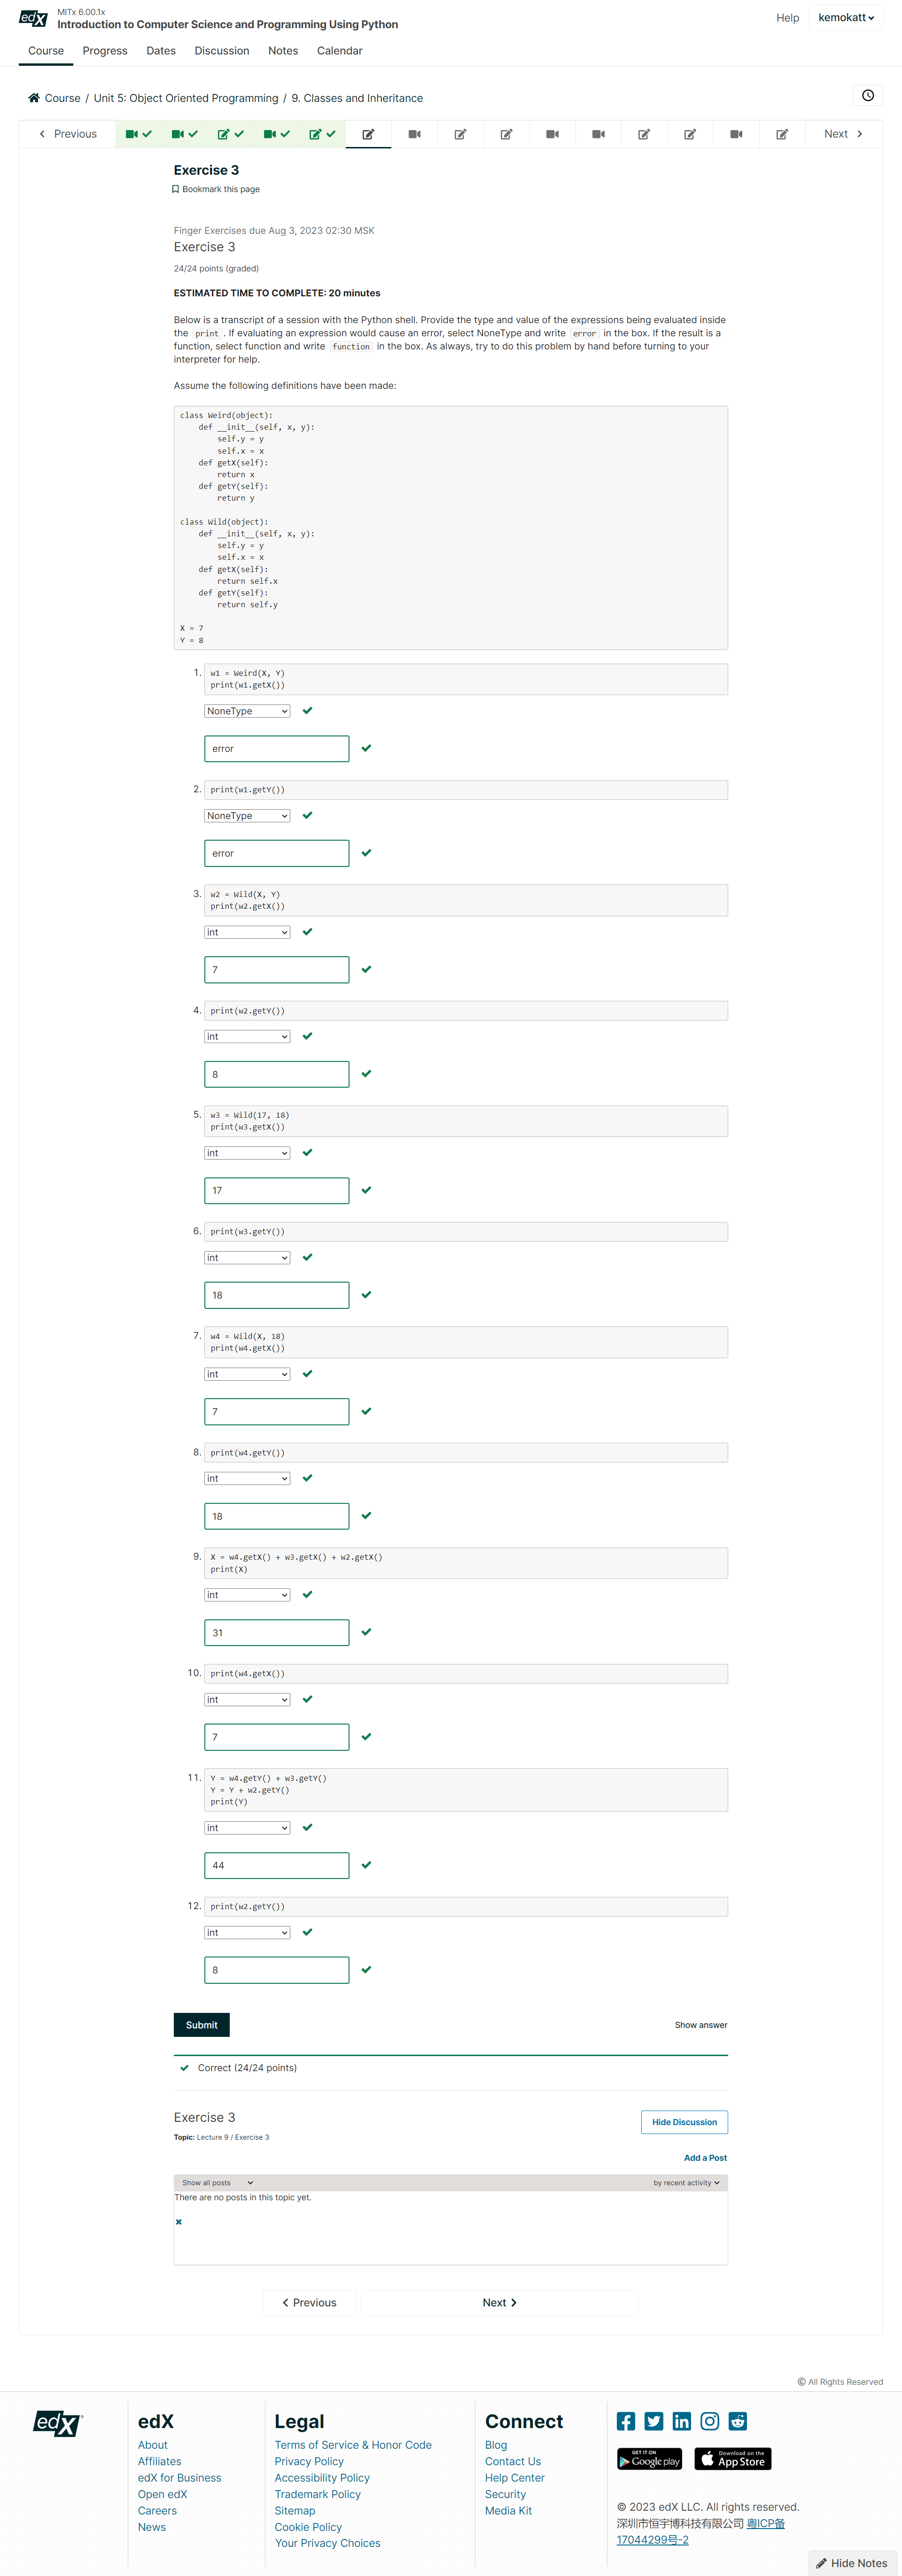 edX
MITx 6.00.1x
Introduction to Computer Science and Programming Using Python
Help
kemokatt
Course Progress Dates Discussion Notes Calendar
Course / Unit 5: Object Oriented Programming / 9. Classes and Inheritance
Previous
Next
Exercise 3
Bookmark this page
Finger Exercises due Aug 3, 2023 02:30 MSK
Exercise 3
24/24 points (graded)
ESTIMATED TIME TO COMPLETE: 20 minutes
Below is a transcript of a session with the Python shell. Provide the type and value of the expressions being evaluated inside
the print . If evaluating an expression would cause an error, select NoneType and write error in the box. If the result is a
function, select function and write function in the box. As always, try to do this problem by hand before turning to your
interpreter for help.
Assume the following definitions have been made:
class Weird(object):
    def __init__(self, x, y):
        self.y = y
        self.x = x
    def getX(self):
        return x
    def getY(self):
        return y
class Wild(object):
    def __init__(self, x, y):
        self.y = y
        self.x = x
    def getX(self):
        return self.x
    def getY(self):
        return self.y
X = 7
Y = 8
1. w1 = Weird(X, Y)
print(w1.getX())
NoneType
error
2. print(w1.getY())
NoneType
error
3. w2 = Wild(X, Y)
print(w2.getX())
int
7
4. print(w2.getY())
int
8
5. w3 = Wild(17, 18)
print(w3.getX())
int
17
6. print(w3.getY())
int
18
7. w4 = Wild(X, 18)
print(w4.getX())
int
7
8. print(w4.getY())
int
18
9. X = w4.getX() + w3.getX() + w2.getX()
print(X)
int
31
10. print(w4.getX())
int
7
11. Y = w4.getY() + w3.getY()
Y = Y + w2.getY()
print(Y)
int
44
12. print(w2.getY())
int
8
Submit
Show answer
Correct (24/24 points)
Exercise 3
Hide Discussion
Topic: Lecture 9 / Exercise 3
Add a Post
Show all posts
by recent activity
There are no posts in this topic yet.
Previous
Next
© All Rights Reserved
edX
edX
About
Affiliates
edX for Business
Open edX
Careers
News
Legal
Terms of Service & Honor Code
Privacy Policy
Accessibility Policy
Trademark Policy
Sitemap
Cookie Policy
Your Privacy Choices
Connect
Blog
Contact Us
Help Center
Security
Media Kit
GET IT ON
Google play
Download on the
App Store
© 2023 edX LLC. All rights reserved.
深圳市恒宇博科技有限公司 粤ICP备
17044299号-2
Hide Notes